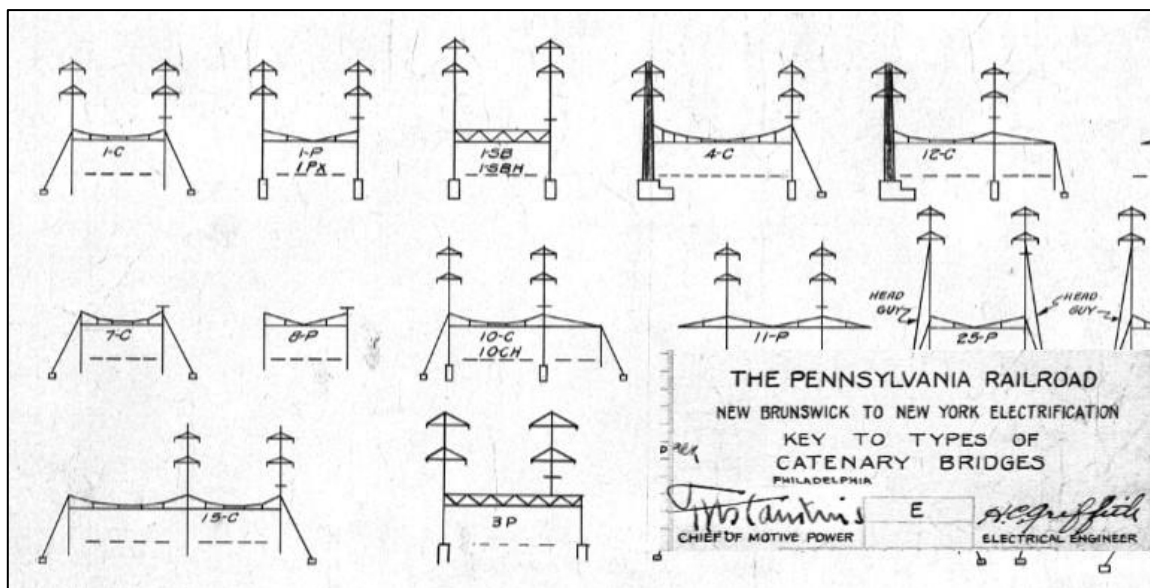 1-C
1-P
1PX
1-SB
1-SBH
4-C
12-C
7-C
8-P
10-C
10CH
11-P
HEAD
GUY
25-P
HEAD
GUY
15-C
3P
THE PENNSYLVANIA RAILROAD
NEW BRUNSWICK TO NEW YORK ELECTRIFICATION
KEY TO TYPES OF
CATENARY BRIDGES
PHILADELPHIA
E
CHIEF OF MOTIVE POWER
H.C. Griffith
ELECTRICAL ENGINEER